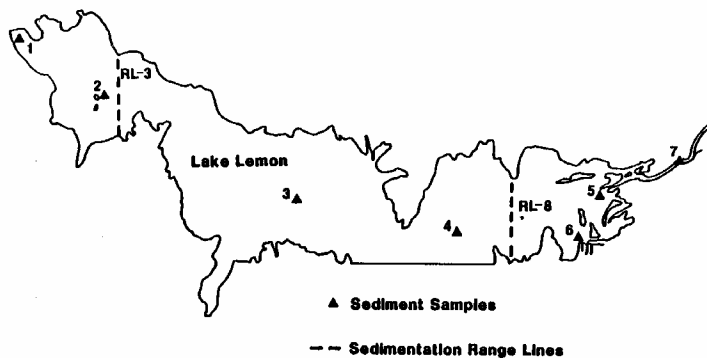 1
RL-3
2
7
Lake Lemon
3
5
RL-8
4
6
Sediment Samples
Sedimentation Range Lines